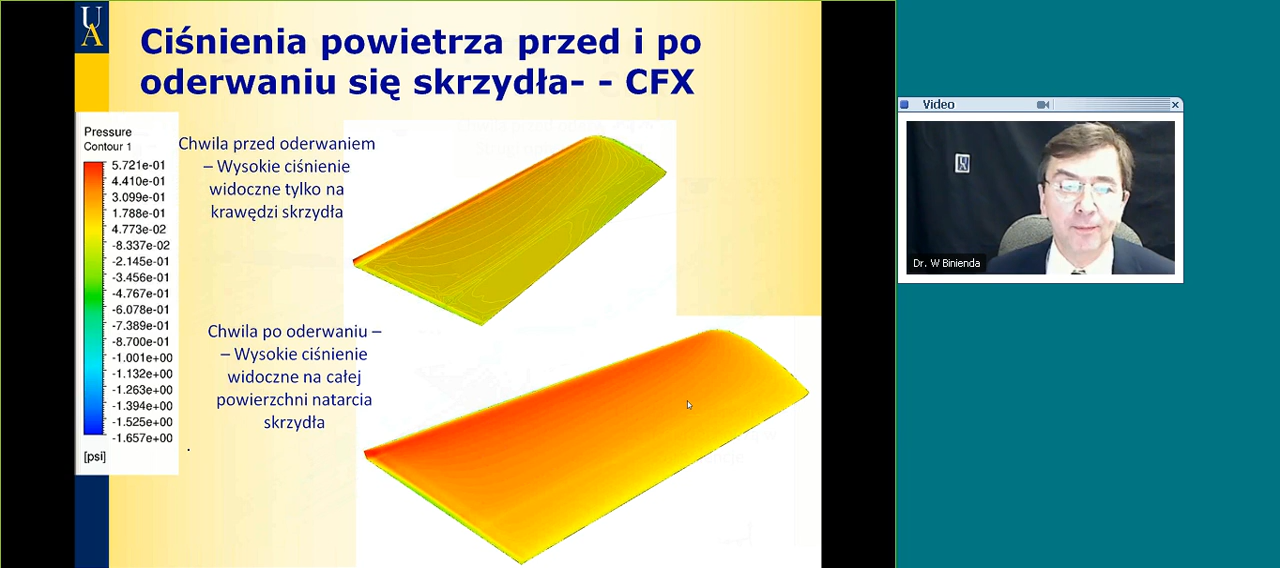 UA
Ciśnienia powietrza przed i po
oderwaniu się skrzydła- - CFX
Pressure
Contour 1
5.721e-01
4.410e-01
3.099e-01
1.788e-01
4.773e-02
-8.337e-02
-2.145e-01
-3.456e-01
-4.767e-01
-6.078e-01
-7.389e-01
-8.700e-01
-1.001e+00
-1.132e+00
-1.263e+00
-1.394e+00
-1.525e+00
-1.657e+00
[psi]
Chwila przed oderwaniem
– Wysokie ciśnienie
widoczne tylko na
krawędzi skrzydła
Chwila po oderwaniu –
– Wysokie ciśnienie
widoczne na całej
powierzchni natarcia
skrzydła
.
Video
UA
Dr. W Binienda